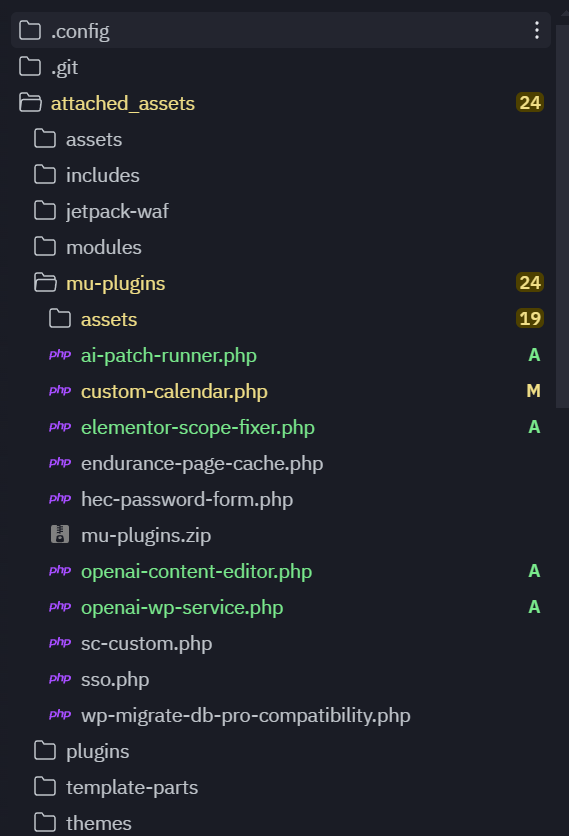 .config
.git
attached_assets 24
assets
includes
jetpack-waf
modules
mu-plugins 24
assets 19
php ai-patch-runner.php A
php custom-calendar.php M
php elementor-scope-fixer.php A
php endurance-page-cache.php
php hec-password-form.php
mu-plugins.zip
php openai-content-editor.php A
php openai-wp-service.php A
php sc-custom.php
php sso.php
php wp-migrate-db-pro-compatibility.php
plugins
template-parts
themes